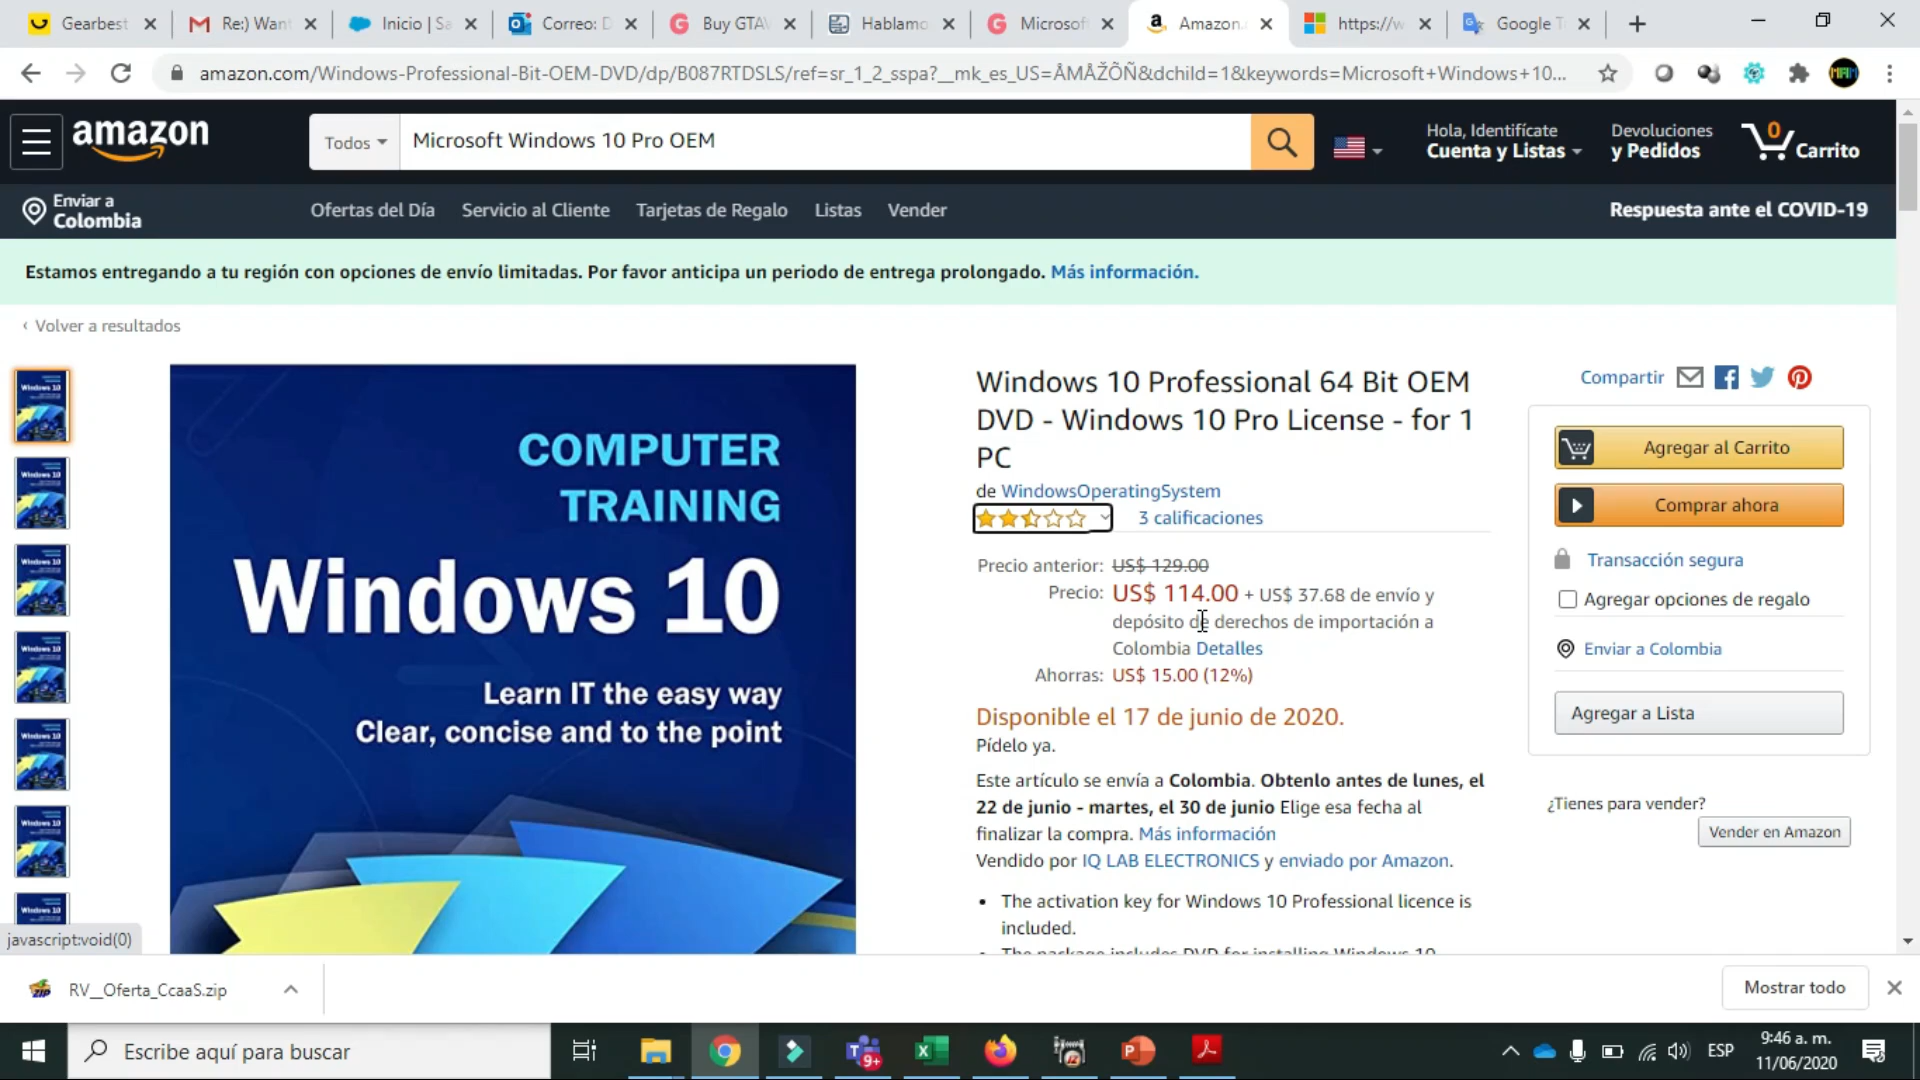 Gearbest
Re:) Want
Inicio | Sa
Correo: D
Buy GTAV
Hablamo
Microsof
Amazon.
https://w
Google T
amazon.com/Windows-Professional-Bit-OEM-DVD/dp/B087RTDSLS/ref=sr_1_2_sspa?__mk_es_US=ÅMÅŽÕÑ&dchild=1&keywords=Microsoft+Windows+10...
amazon
Todos
Microsoft Windows 10 Pro OEM
Hola, Identifícate
Cuenta y Listas
Devoluciones
y Pedidos
0
Carrito
Enviar a
Colombia
Ofertas del Día
Servicio al Cliente
Tarjetas de Regalo
Listas
Vender
Respuesta ante el COVID-19
Estamos entregando a tu región con opciones de envío limitadas. Por favor anticipa un periodo de entrega prolongado. Más información.
‹ Volver a resultados
COMPUTER
TRAINING
Windows 10
Learn IT the easy way
Clear, concise and to the point
Windows 10 Professional 64 Bit OEM
DVD - Windows 10 Pro License - for 1
PC
de WindowsOperatingSystem
3 calificaciones
Precio anterior: US$ 129.00
Precio: US$ 114.00 + US$ 37.68 de envío y
depósito de derechos de importación a
Colombia Detalles
Ahorras: US$ 15.00 (12%)
Disponible el 17 de junio de 2020.
Pídelo ya.
Este artículo se envía a Colombia. Obtenlo antes de lunes, el
22 de junio - martes, el 30 de junio Elige esa fecha al
finalizar la compra. Más información
Vendido por IQ LAB ELECTRONICS y enviado por Amazon.
• The activation key for Windows 10 Professional licence is
included.
• The package includes DVD for installing Windows 10
Compartir
Agregar al Carrito
Comprar ahora
Transacción segura
Agregar opciones de regalo
Enviar a Colombia
Agregar a Lista
¿Tienes para vender?
Vender en Amazon
javascript:void(0)
RV__Oferta_CcaaS.zip
Mostrar todo
Escribe aquí para buscar
9+
ESP
9:46 a. m.
11/06/2020